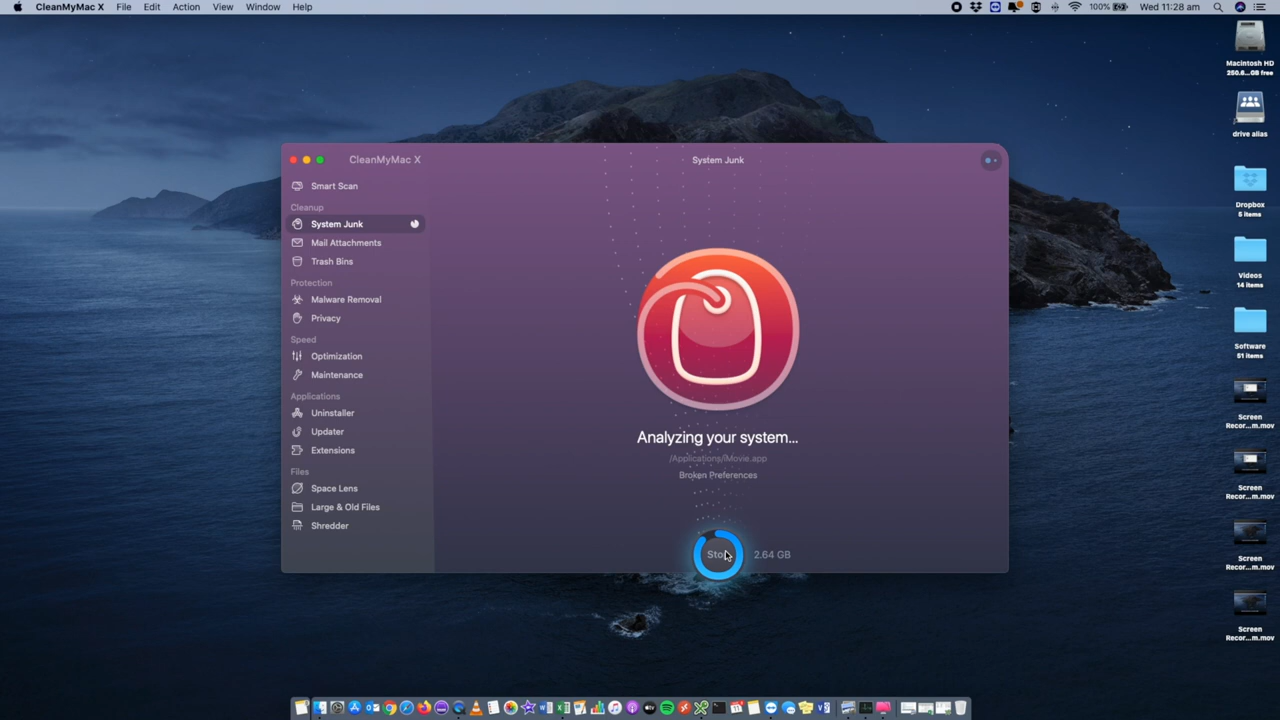 CleanMyMac X File Edit Action View Window Help 100% Wed 11:28 am
Macintosh HD
250.6...GB free
drive alias
Dropbox
5 items
Videos
14 items
Software
51 items
Screen
Recor...m.mov
Screen
Recor...m.mov
Screen
Recor...m.mov
Screen
Recor...m.mov
CleanMyMac X
System Junk
Smart Scan
Cleanup
System Junk
Mail Attachments
Trash Bins
Protection
Malware Removal
Privacy
Speed
Optimization
Maintenance
Applications
Uninstaller
Updater
Extensions
Files
Space Lens
Large & Old Files
Shredder
Analyzing your system...
/Applications/iMovie.app
Broken Preferences
Stop 2.64 GB